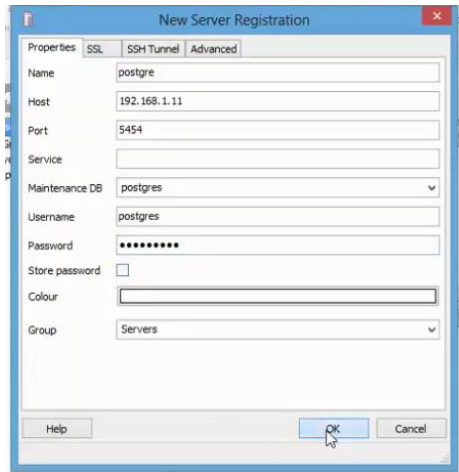 New Server Registration
Properties SSL SSH Tunnel Advanced
Name postgre
Host 192.168.1.11
Port 5454
Service
Maintenance DB postgres
Username postgres
Password •••••••••
Store password
Colour
Group Servers
Help OK Cancel